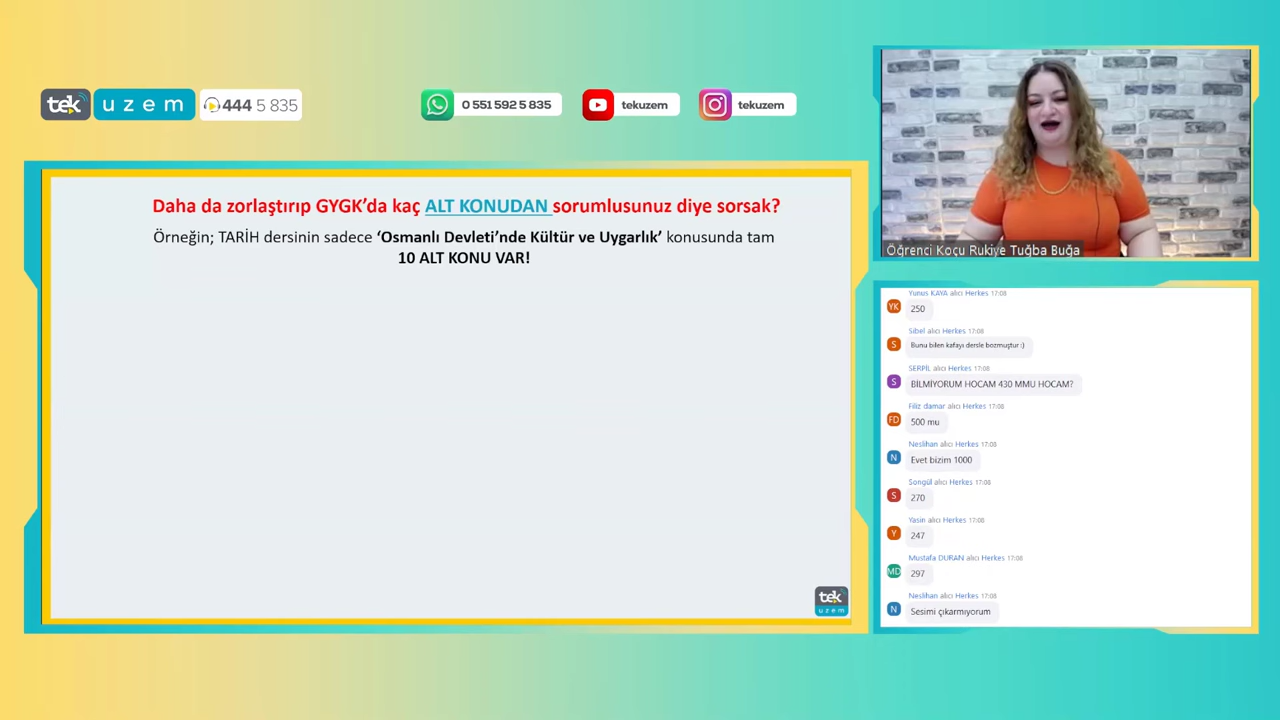 tek uzem 444 5 835
0 551 592 5 835
tekuzem
tekuzem
Daha da zorlaştırıp GYGK’da kaç ALT KONUDAN sorumlusunuz diye sorsak?
Örneğin; TARİH dersinin sadece ‘Osmanlı Devleti’nde Kültür ve Uygarlık’ konusunda tam
10 ALT KONU VAR!
tek
uzem
Öğrenci Koçu Rukiye Tuğba Buğa
Yunus KAYA alıcı Herkes 17:08
YK
250
Sibel alıcı Herkes 17:08
S
Bunu bilen kafayı dersle bozmuştur :)
SERPİL alıcı Herkes 17:08
S
BİLMİYORUM HOCAM 430 MMU HOCAM?
Filiz damar alıcı Herkes 17:08
FD
500 mu
Neslihan alıcı Herkes 17:08
N
Evet bizim 1000
Songül alıcı Herkes 17:08
S
270
Yasin alıcı Herkes 17:08
Y
247
Mustafa DURAN alıcı Herkes 17:08
MD
297
Neslihan alıcı Herkes 17:08
N
Sesimi çıkarmıyorum